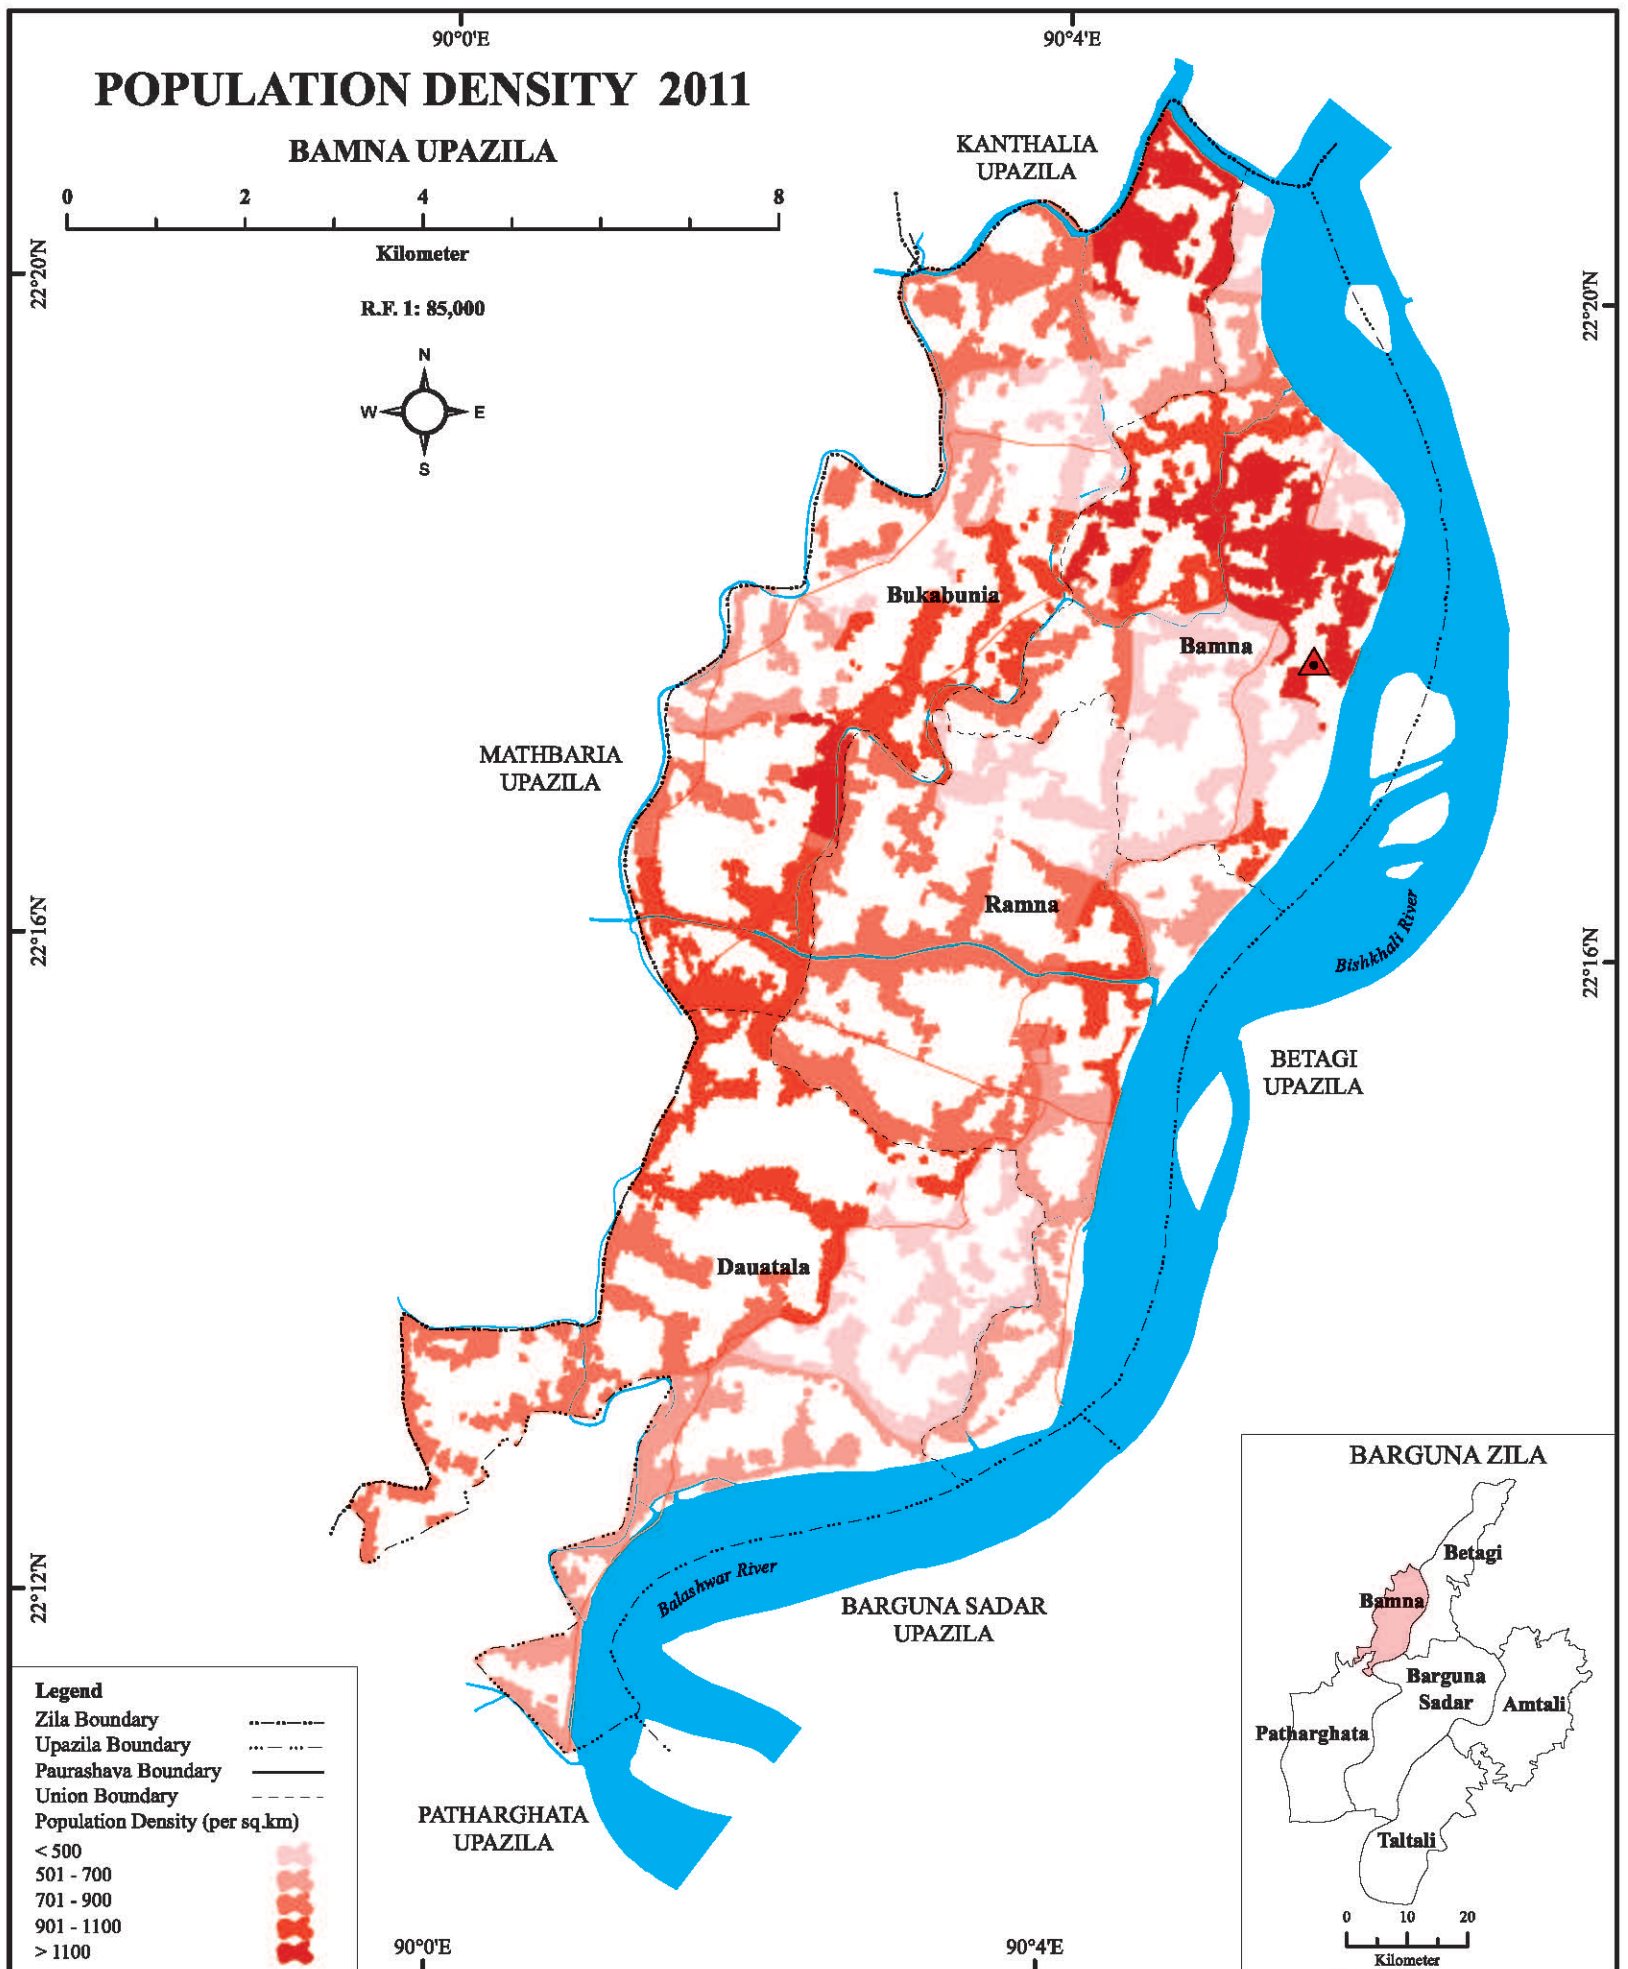 90°0'E
90°4'E
POPULATION DENSITY 2011
BAMNA UPAZILA
0 2 4 8
Kilometer
R.F. 1: 85,000
N
W E
S
22°20'N
22°20'N
KANTHALIA
UPAZILA
Bukabunia
Bamna
MATHBARIA
UPAZILA
Ramna
22°16'N
22°16'N
Bishkhali River
BETAGI
UPAZILA
Dauatala
22°12'N
Balashwar River
BARGUNA SADAR
UPAZILA
PATHARGHATA
UPAZILA
Legend
Zila Boundary
Upazila Boundary
Paurashava Boundary
Union Boundary
Population Density (per sq.km)
< 500
501 - 700
701 - 900
901 - 1100
> 1100
BARGUNA ZILA
Betagi
Bamna
Barguna
Sadar
Amtali
Patharghata
Taltali
0 10 20
Kilometer
90°0'E
90°4'E